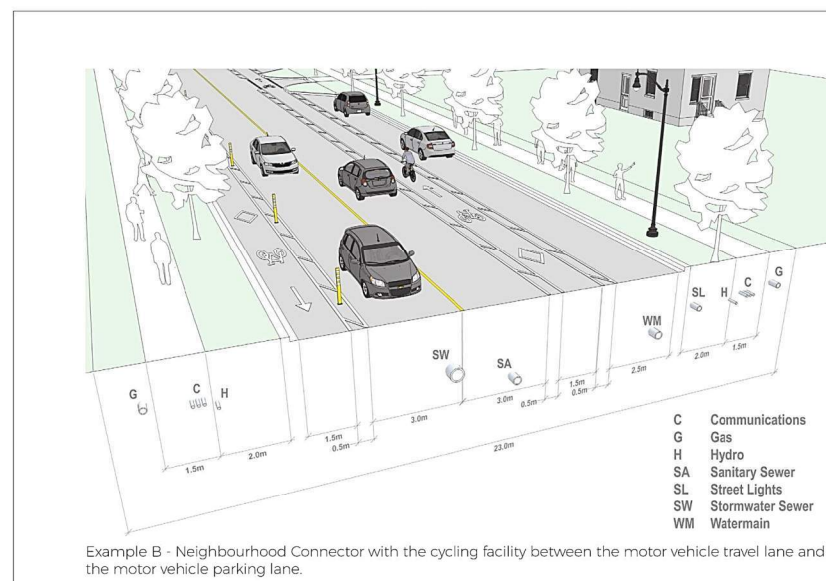 G
C
H
SW
SA
WM
SL
H
C
G
1.5m
2.0m
1.5m
0.5m
3.0m
3.0m
0.5m
1.5m
0.5m
2.5m
2.0m
1.5m
23.0m
C Communications
G Gas
H Hydro
SA Sanitary Sewer
SL Street Lights
SW Stormwater Sewer
WM Watermain
Example B - Neighbourhood Connector with the cycling facility between the motor vehicle travel lane and
the motor vehicle parking lane.